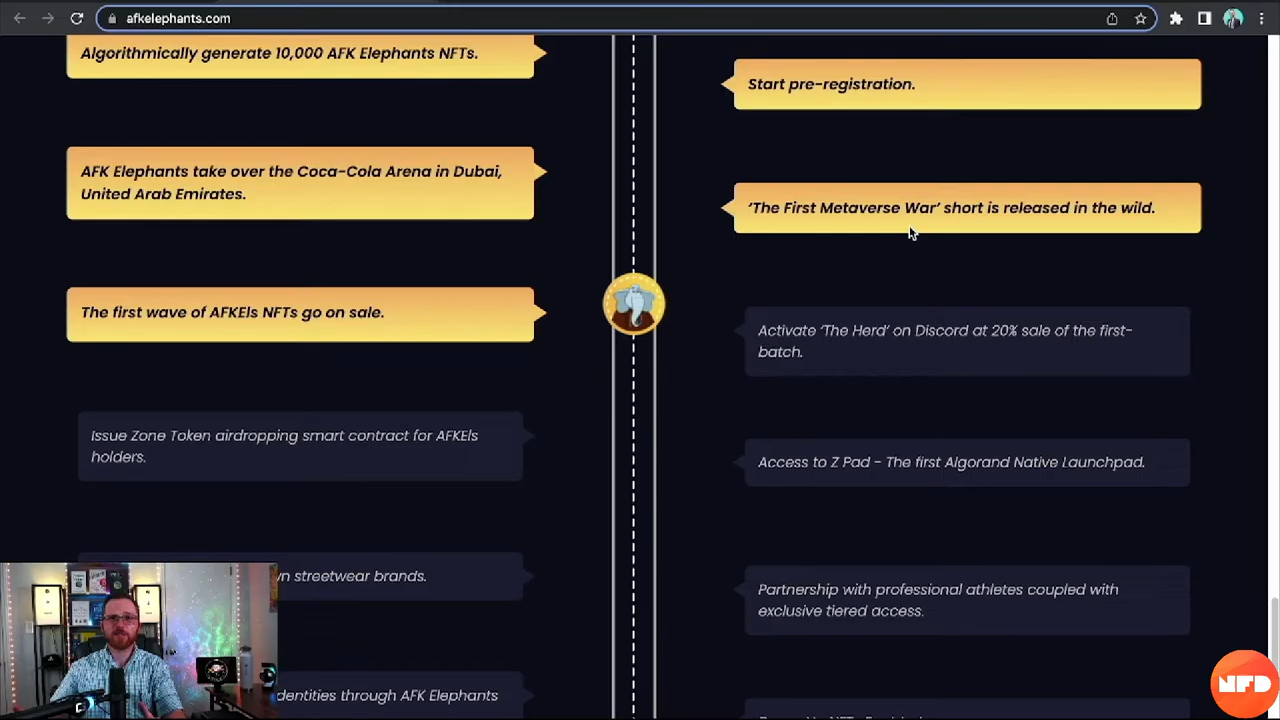 afkelephants.com
Algorithmically generate 10,000 AFK Elephants NFTs.
Start pre-registration.
AFK Elephants take over the Coca-Cola Arena in Dubai,
United Arab Emirates.
‘The First Metaverse War’ short is released in the wild.
The first wave of AFKEls NFTs go on sale.
Activate ‘The Herd’ on Discord at 20% sale of the first-
batch.
Issue Zone Token airdropping smart contract for AFKEls
holders.
Access to Z Pad - The first Algorand Native Launchpad.
streetwear brands.
Partnership with professional athletes coupled with
exclusive tiered access.
dentities through AFK Elephants
NFD